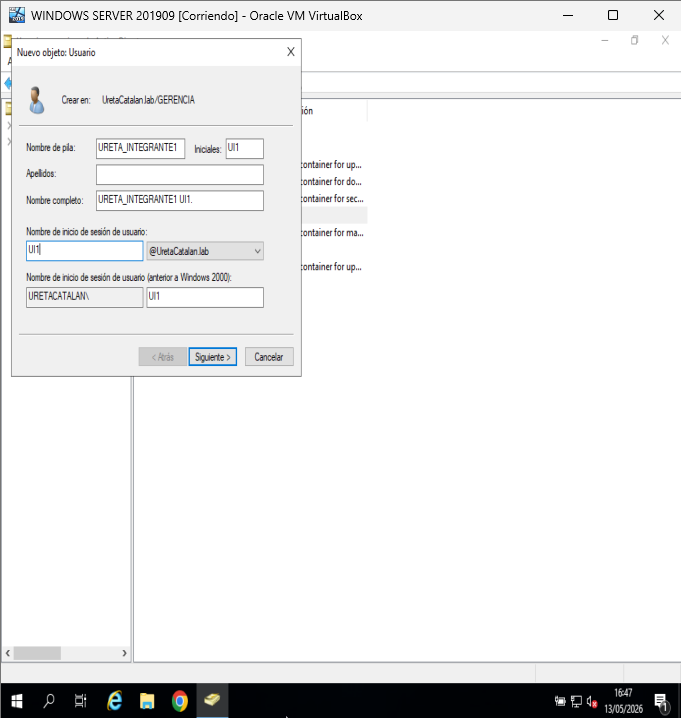 WINDOWS SERVER 201909 [Corriendo] - Oracle VM VirtualBox
Nuevo objeto: Usuario
Crear en: UretaCatalan.lab/GERENCIA
Nombre de pila: URETA_INTEGRANTE1 Iniciales: UI1
Apellidos:
Nombre completo: URETA_INTEGRANTE1 UI1.
Nombre de inicio de sesión de usuario:
UI1 @UretaCatalan.lab
Nombre de inicio de sesión de usuario (anterior a Windows 2000):
URETACATALAN\ UI1
< Atrás Siguiente > Cancelar
ión
container for up...
container for do...
container for sec...
container for ma...
container for up...
16:47
13/05/2026
1